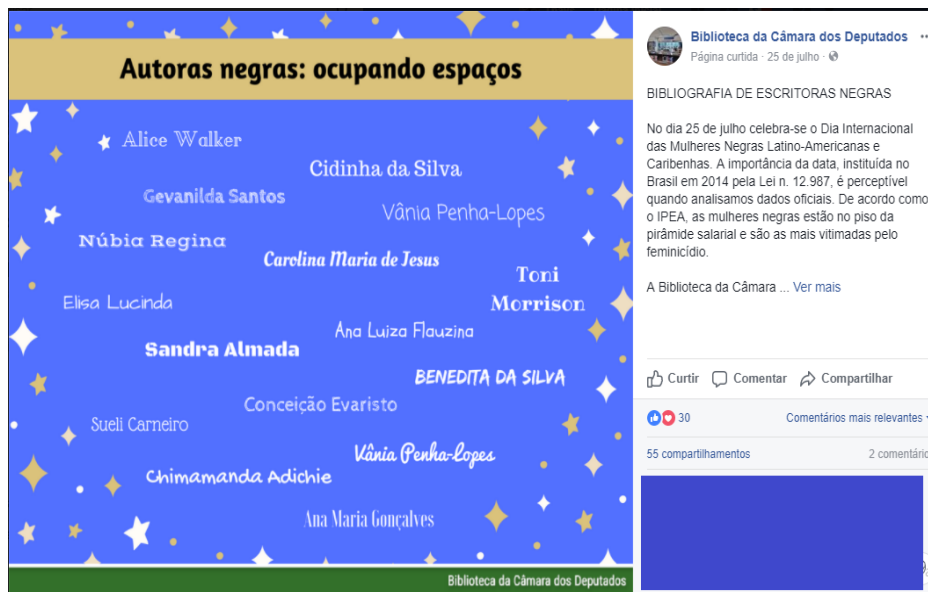 Autoras negras: ocupando espaços
Alice Walker
Cidinha da Silva
Gevanilda Santos
Vânia Penha-Lopes
Núbia Regina
Carolina Maria de Jesus
Toni
Morrison
Elisa Lucinda
Ana Luiza Flauzina
Sandra Almada
BENEDITA DA SILVA
Conceição Evaristo
Sueli Carneiro
Vânia Penha-Lopes
Chimamanda Adichie
Ana Maria Gonçalves
Biblioteca da Câmara dos Deputados
Biblioteca da Câmara dos Deputados
Página curtida · 25 de julho ·
BIBLIOGRAFIA DE ESCRITORAS NEGRAS
No dia 25 de julho celebra-se o Dia Internacional
das Mulheres Negras Latino-Americanas e
Caribenhas. A importância da data, instituída no
Brasil em 2014 pela Lei n. 12.987, é perceptível
quando analisamos dados oficiais. De acordo como
o IPEA, as mulheres negras estão no piso da
pirâmide salarial e são as mais vitimadas pelo
feminicídio.
A Biblioteca da Câmara ... Ver mais
Curtir Comentar Compartilhar
30 Comentários mais relevantes
55 compartilhamentos 2 comentário